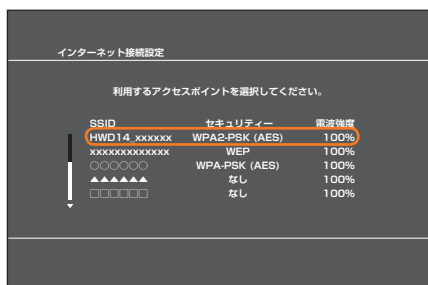 インターネット接続設定
利用するアクセスポイントを選択してください。
SSID セキュリティー 電波強度
HWD14_xxxxxx WPA2-PSK (AES) 100%
xxxxxxxxxxxxx WEP 100%
○○○○○○ WPA-PSK (AES) 100%
▲▲▲▲▲▲ なし 100%
□□□□□□ なし 100%